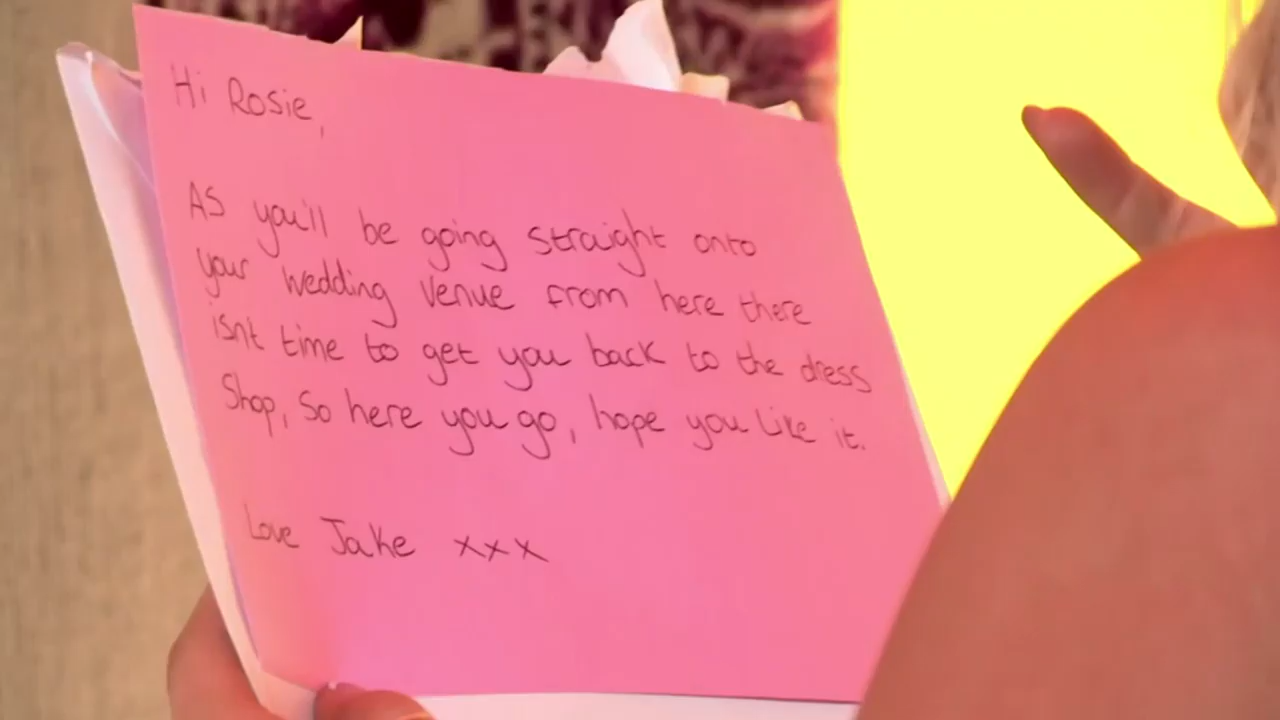 Hi Rosie,
As you'll be going straight onto
your wedding venue from here there
isnt time to get you back to the dress
Shop, So here you go, hope you like it.
Love Jake xxx